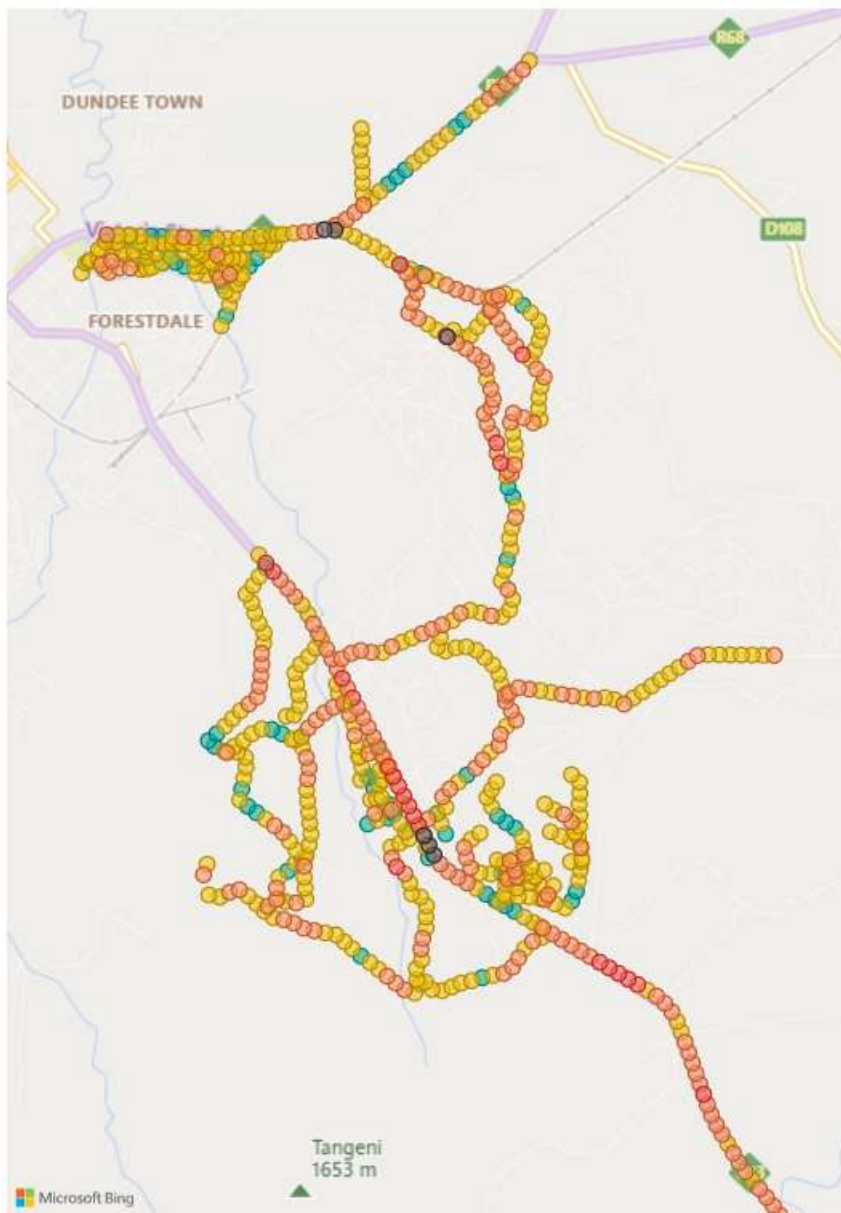 R68
DUNDEE TOWN
D108
FORESTDALE
Tangeni
1653 m
Microsoft Bing